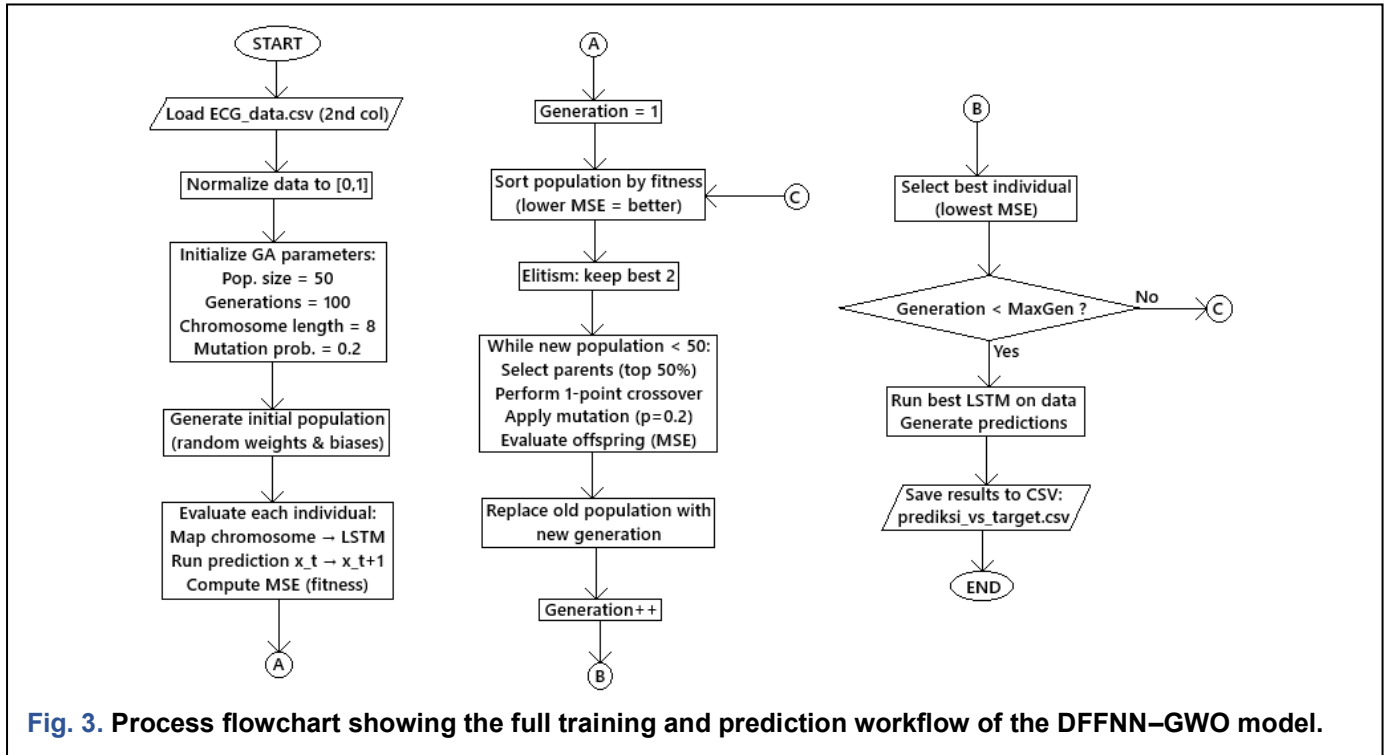 START
Load ECG_data.csv (2nd col)
Normalize data to [0,1]
Initialize GA parameters:
Pop. size = 50
Generations = 100
Chromosome length = 8
Mutation prob. = 0.2
Generate initial population
(random weights & biases)
Evaluate each individual:
Map chromosome → LSTM
Run prediction x_t → x_t+1
Compute MSE (fitness)
A
A
Generation = 1
Sort population by fitness
(lower MSE = better)
C
Elitism: keep best 2
While new population < 50:
Select parents (top 50%)
Perform 1-point crossover
Apply mutation (p=0.2)
Evaluate offspring (MSE)
Replace old population with
new generation
Generation++
B
B
Select best individual
(lowest MSE)
Generation < MaxGen ?
No
C
Yes
Run best LSTM on data
Generate predictions
Save results to CSV:
prediksi_vs_target.csv
END
Fig. 3. Process flowchart showing the full training and prediction workflow of the DFFNN–GWO model.